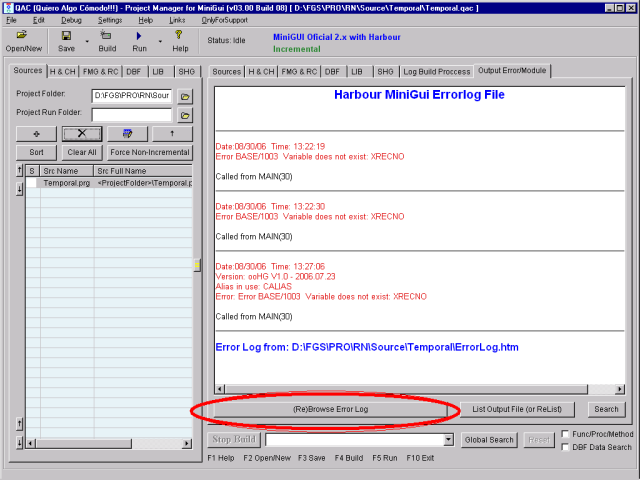 QAC (Quiero Algo Cómodo!!!) - Project Manager for MiniGui [v03.00 Build 08] [ D:\FGS\PRO\RN\Source\Temporal\Temporal.qac ]
File Edit Debug Settings Help Links OnlyForSupport
Open/New Save Build Run Help
Status: Idle
MiniGUI Oficial 2.x with Harbour
Incremental
Sources H & CH FMG & RC DBF LIB SHG
Project Folder: D:\FGS\PRO\RN\Sour
Project Run Folder:
Sort Clear All Force Non-Incremental
S Src Name Src Full Name
Temporal.prg <ProjectFolder>\Temporal.p
Sources H & CH FMG & RC DBF LIB SHG Log Build Proccess Output Error/Module
Harbour MiniGui Errorlog File
Date:08/30/06 Time: 13:22:19
Error BASE/1003 Variable does not exist: XRECNO
Called from MAIN(30)
Date:08/30/06 Time: 13:22:30
Error BASE/1003 Variable does not exist: XRECNO
Called from MAIN(30)
Date:08/30/06 Time: 13:27:06
Version: ooHG V1.0 - 2006.07.23
Alias in use: CALIAS
Error: Error BASE/1003 Variable does not exist: XRECNO
Called from MAIN(30)
Error Log from: D:\FGS\PRO\RN\Source\Temporal\ErrorLog.htm
(Re)Browse Error Log List Output File (or ReList) Search
Stop Build Global Search Reset
Func/Proc/Method
DBF Data Search
F1 Help F2 Open/New F3 Save F4 Build F5 Run F10 Exit